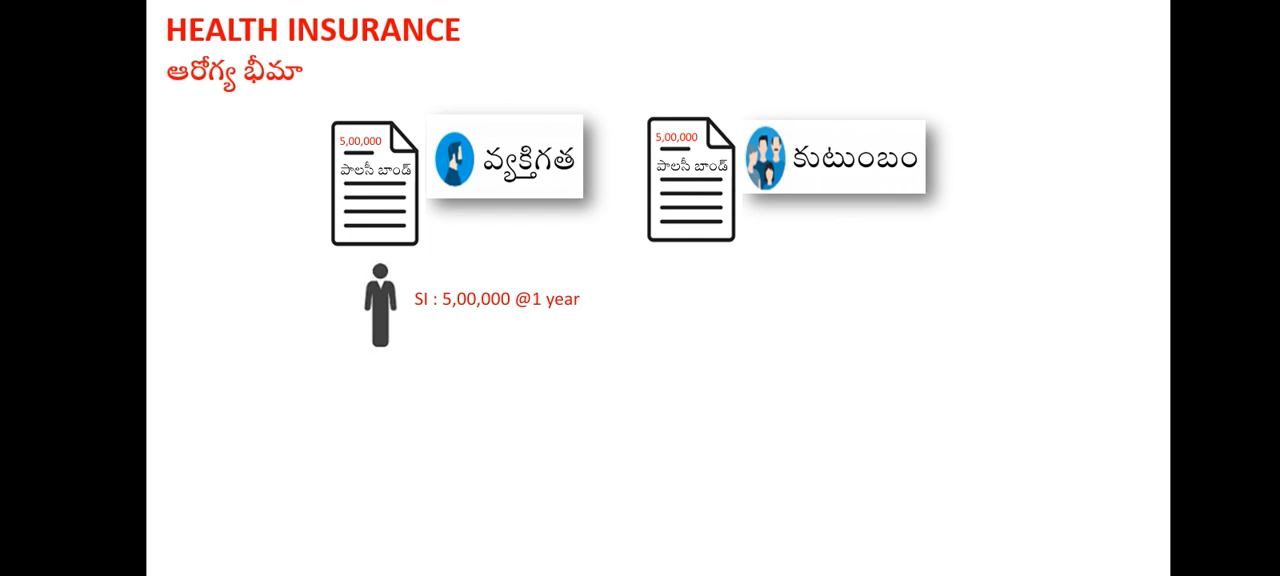 HEALTH INSURANCE
ఆరోగ్య భీమా
5,00,000
పాలసీ బాండ్
వ్యక్తిగత
5,00,000
పాలసీ బాండ్
కుటుంబం
SI : 5,00,000 @1 year